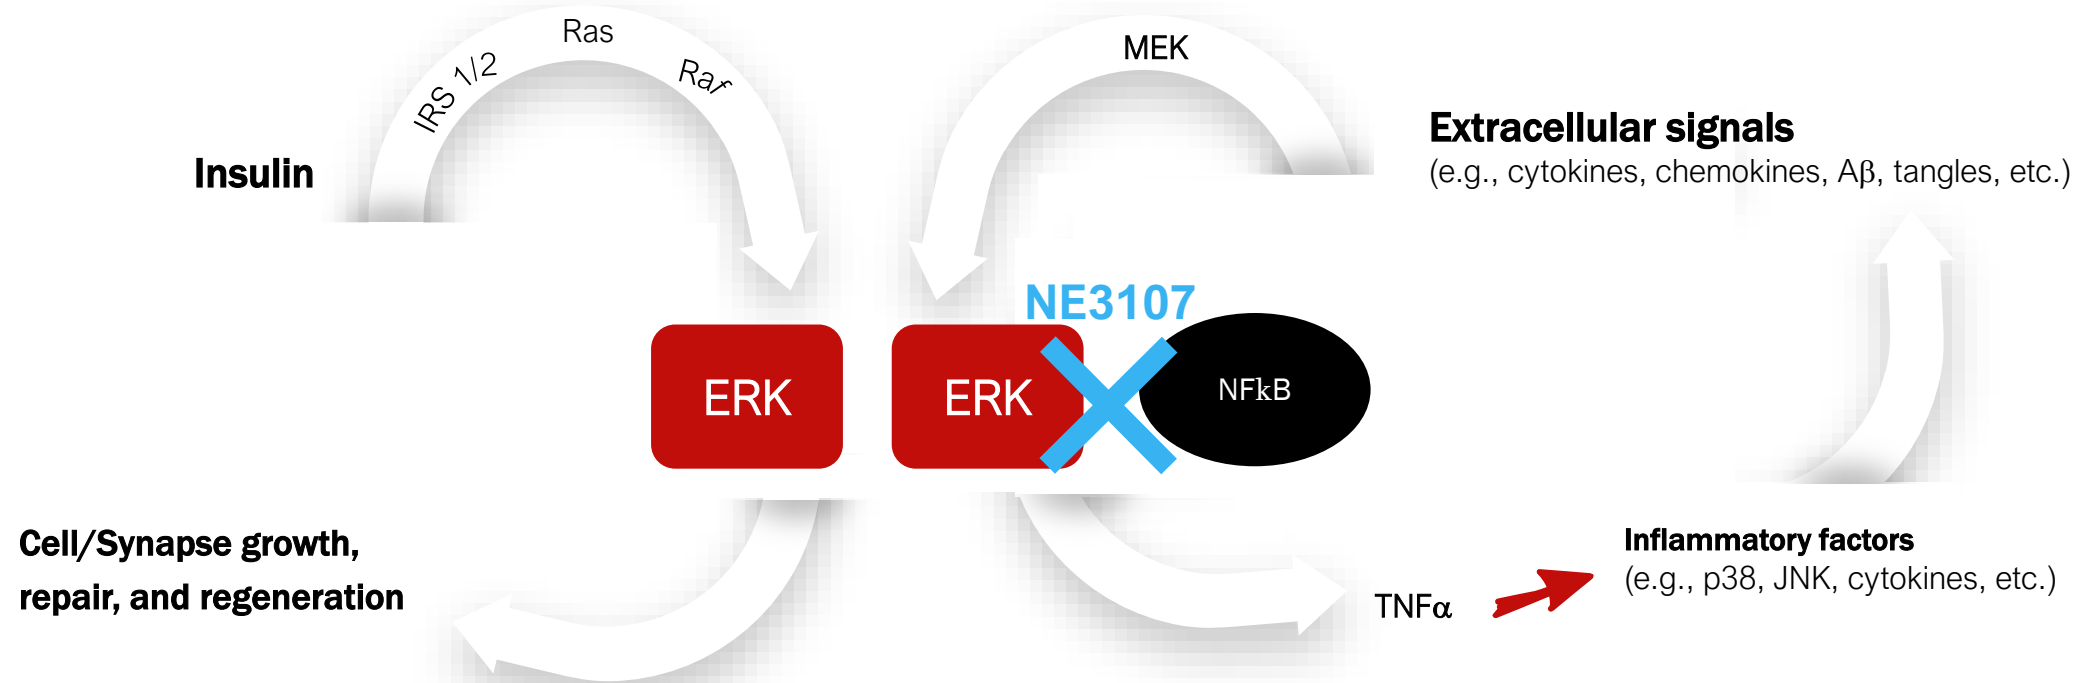 Ras
IRS 1/2
Raf
MEK
Insulin
Extracellular signals
(e.g., cytokines, chemokines, Aβ, tangles, etc.)
NE3107
ERK
ERK
NFkB
Cell/Synapse growth,
repair, and regeneration
TNFα
Inflammatory factors
(e.g., p38, JNK, cytokines, etc.)